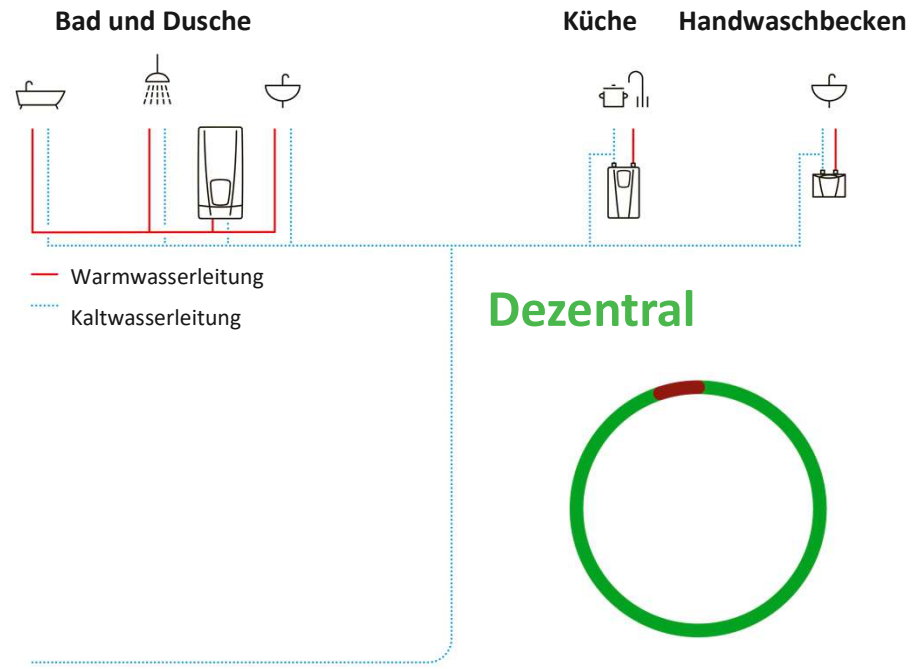 Bad und Dusche
Küche
Handwaschbecken
Warmwasserleitung
Kaltwasserleitung
Dezentral